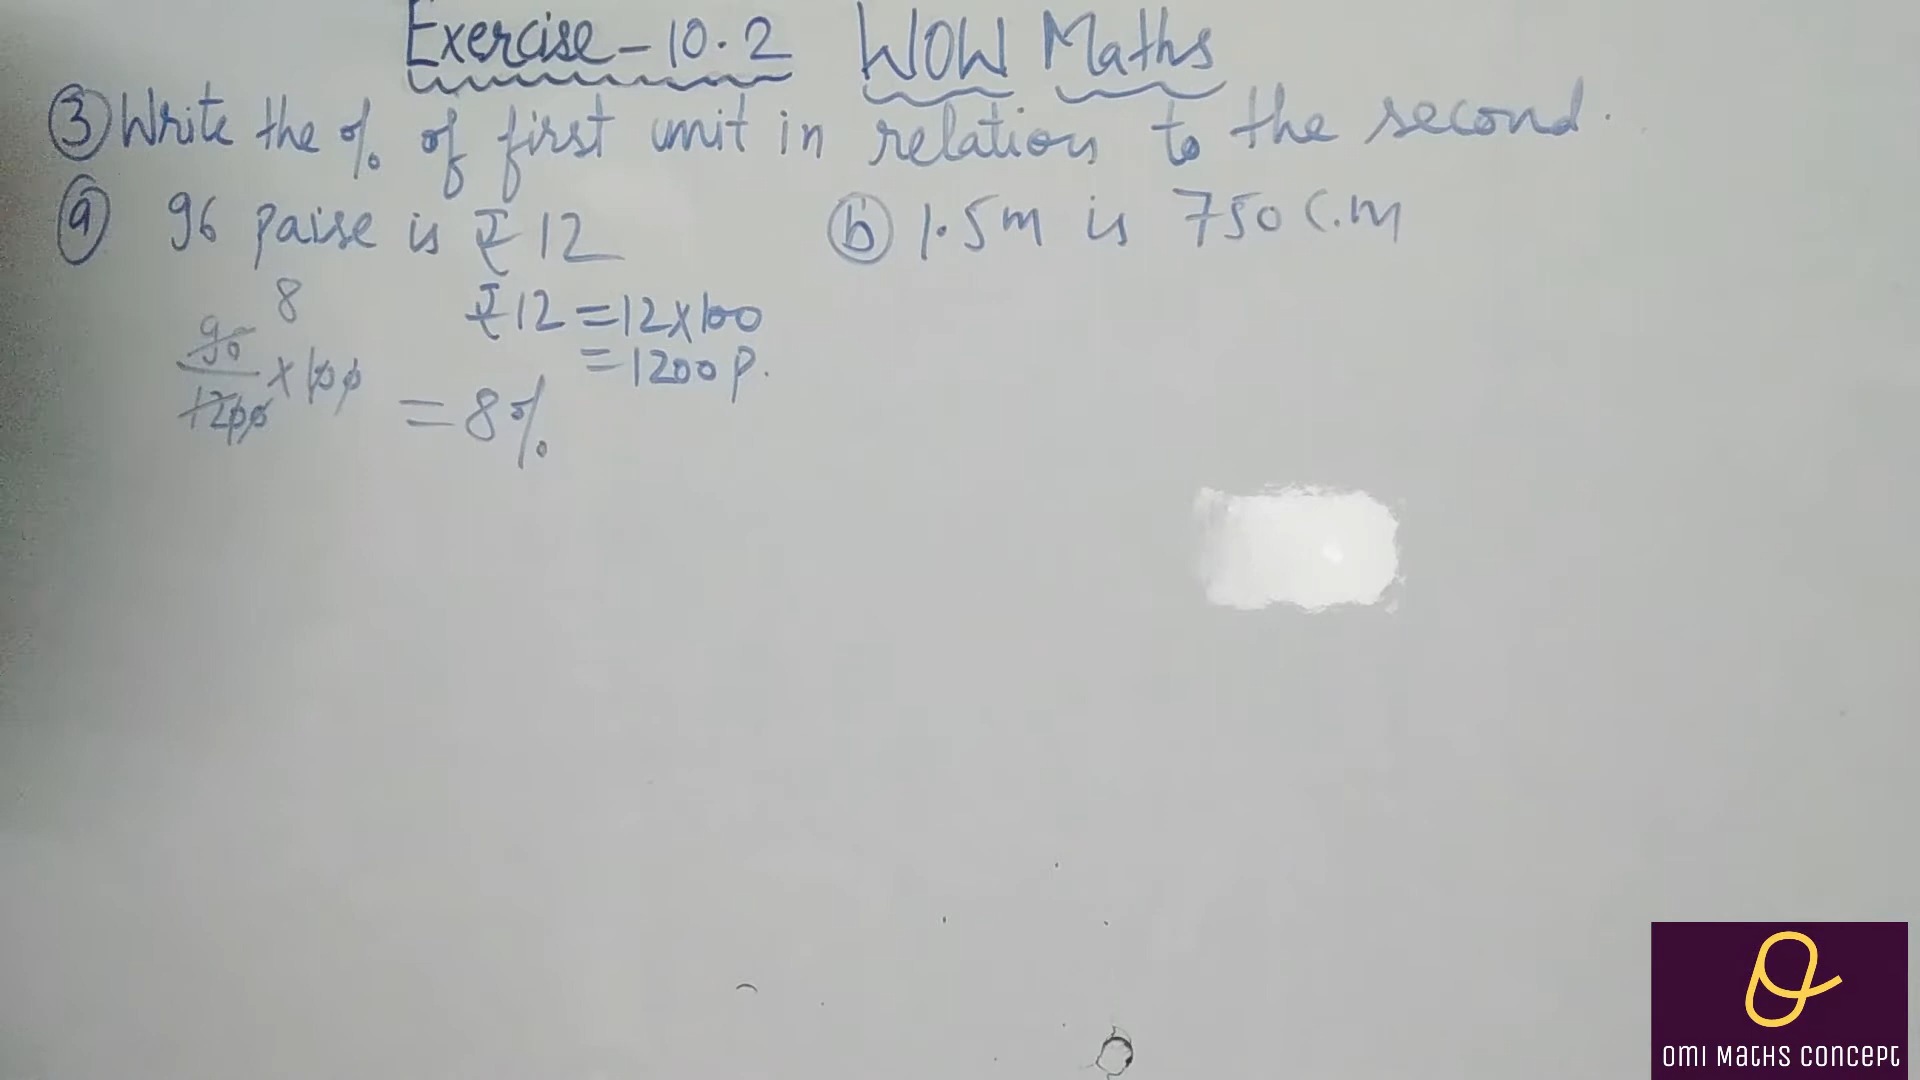 Exercise-10.2 WOW Maths
③ Write the % of first unit in relation to the second.
ⓐ 96 paise is ₹12
ⓑ 1.5m is 750 C.M
8
96/1200 × 100
= 8%
₹12 = 12×100
= 1200 P.
OMI MATHS CONCEPT